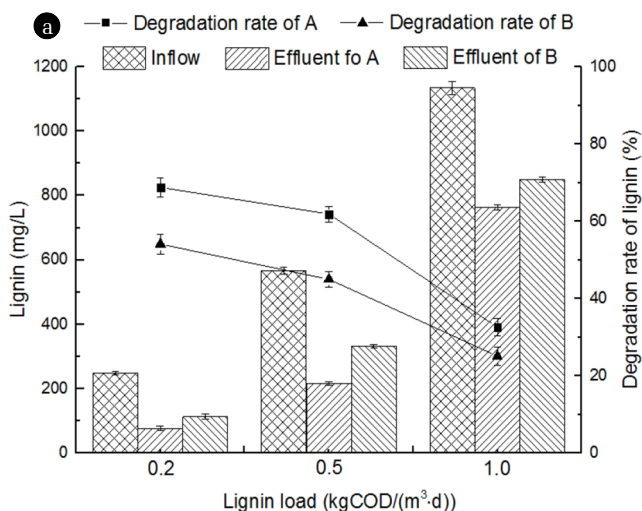 a
Degradation rate of A Degradation rate of B
Inflow Effluent fo A Effluent of B
1200 100
1000 80
800 60
600
400 40
200 20
0 0
Lignin (mg/L)
Degradation rate of lignin (%)
0.2 0.5 1.0
Lignin load (kgCOD/(m³·d))